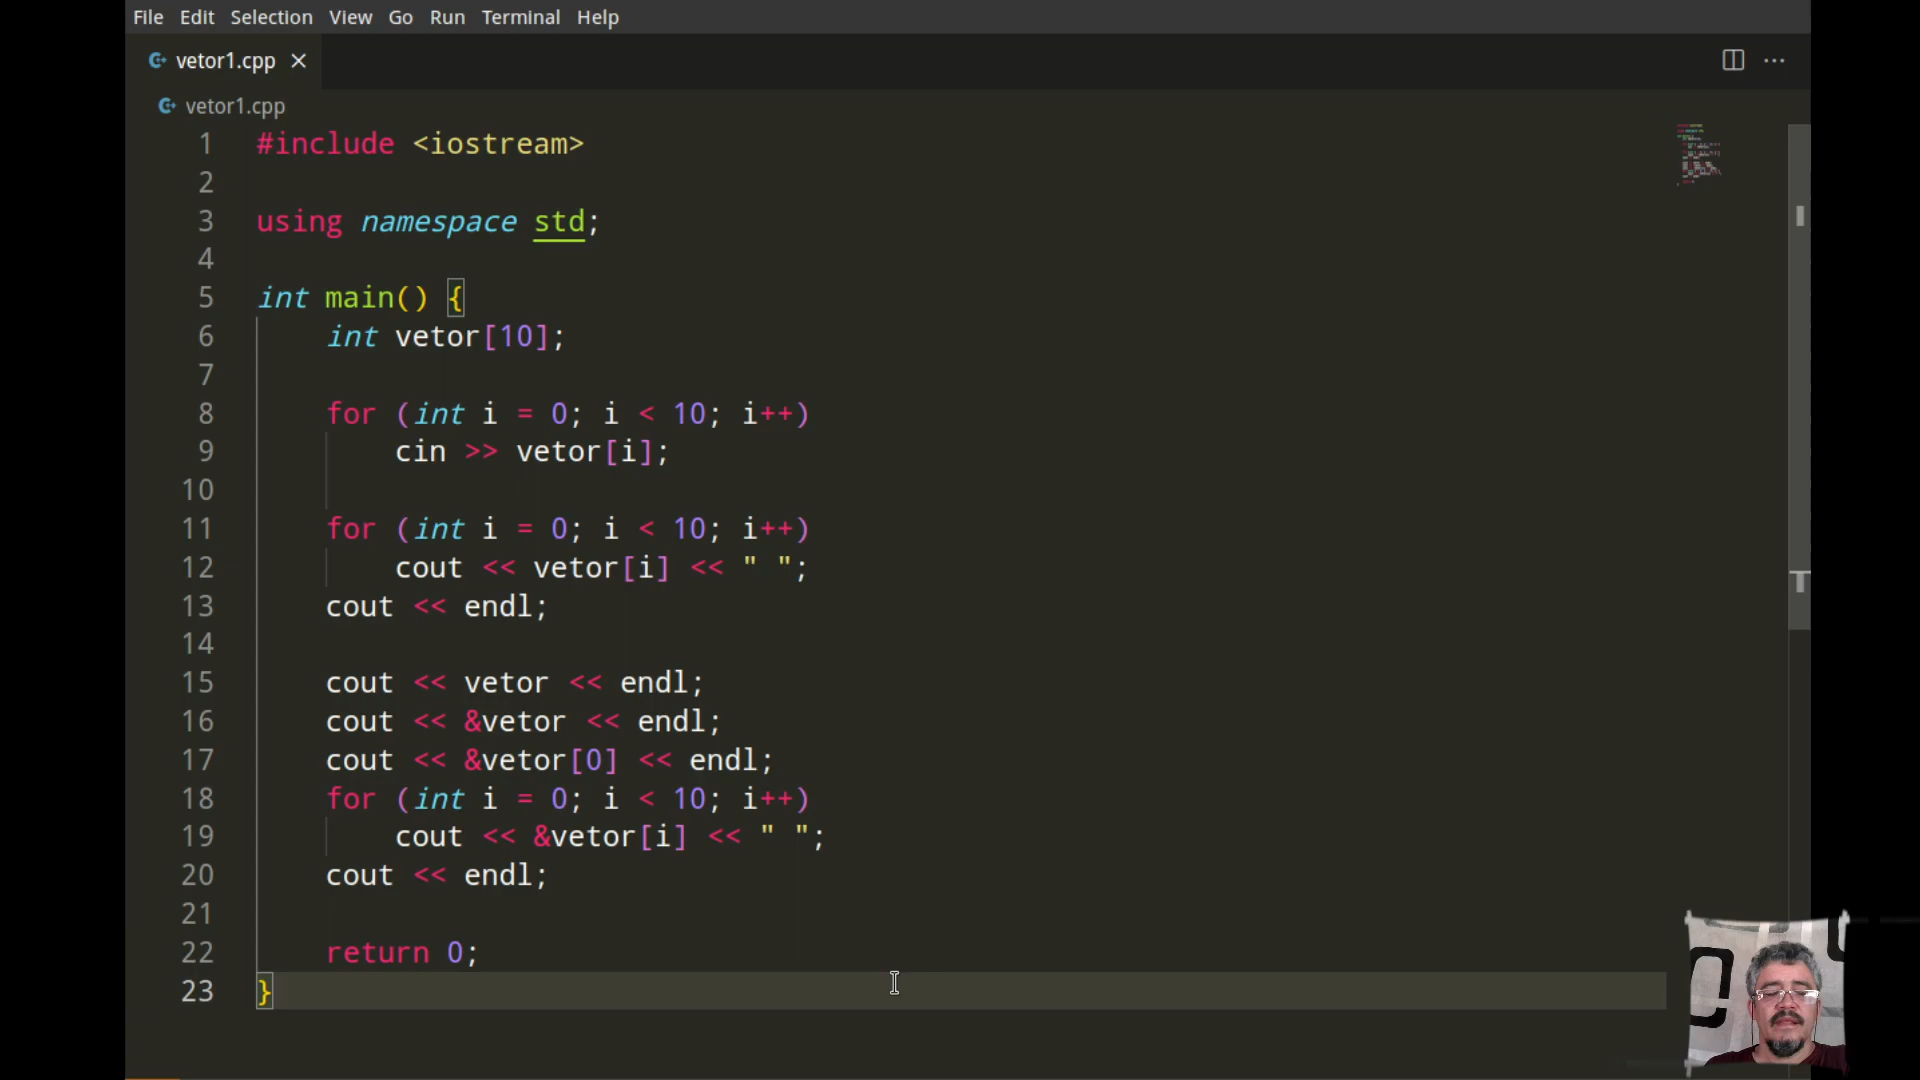 File Edit Selection View Go Run Terminal Help
vetor1.cpp
vetor1.cpp
1 #include <iostream>
2
3 using namespace std;
4
5 int main() {
6     int vetor[10];
7
8     for (int i = 0; i < 10; i++)
9         cin >> vetor[i];
10
11     for (int i = 0; i < 10; i++)
12         cout << vetor[i] << " ";
13     cout << endl;
14
15     cout << vetor << endl;
16     cout << &vetor << endl;
17     cout << &vetor[0] << endl;
18     for (int i = 0; i < 10; i++)
19         cout << &vetor[i] << " ";
20     cout << endl;
21
22     return 0;
23 }